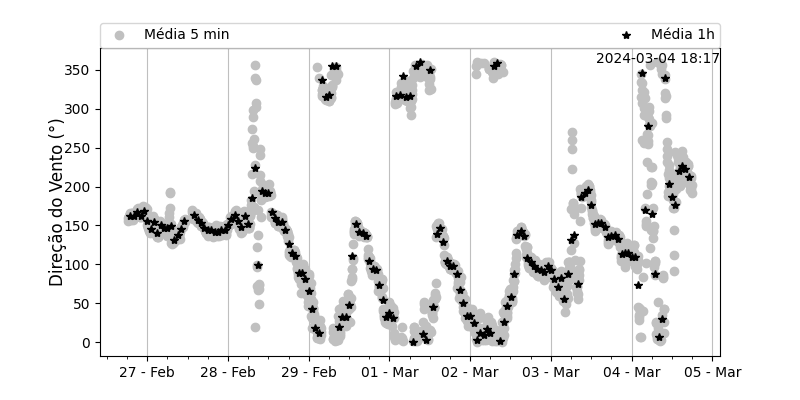 Média 5 min
Média 1h
2024-03-04 18:17
Direção do Vento (°)
350
300
250
200
150
100
50
0
27 - Feb
28 - Feb
29 - Feb
01 - Mar
02 - Mar
03 - Mar
04 - Mar
05 - Mar